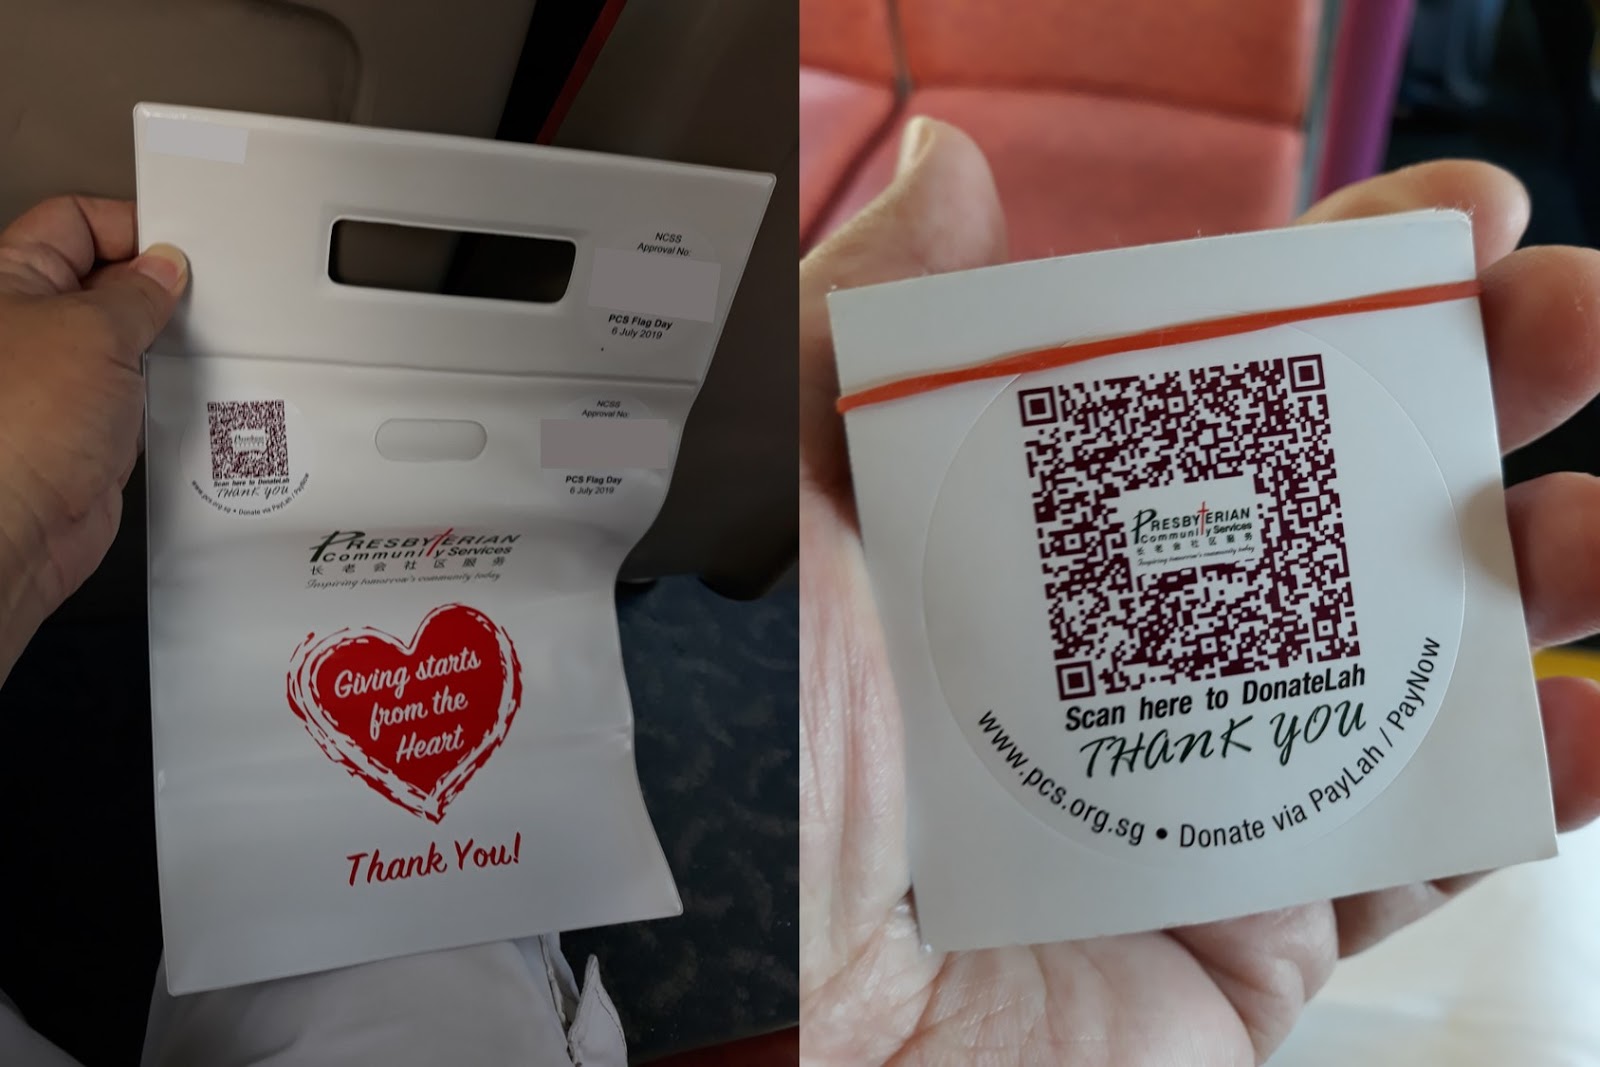 NCSS
Approval No:
PCS Flag Day
6 July 2019
NCSS
Approval No:
PCS Flag Day
6 July 2019
Scan here to DonateLah
THANK YOU
www.pcs.org.sg • Donate via PayLah / PayNow
PRESBYTERIAN
Community Services
长老会社区服务
Inspiring tomorrow's community today
Giving starts
from the
Heart
Thank You!
PRESBYTERIAN
Community Services
长老会社区服务
Inspiring tomorrow's community today
Scan here to DonateLah
THANK YOU
www.pcs.org.sg • Donate via PayLah / PayNow